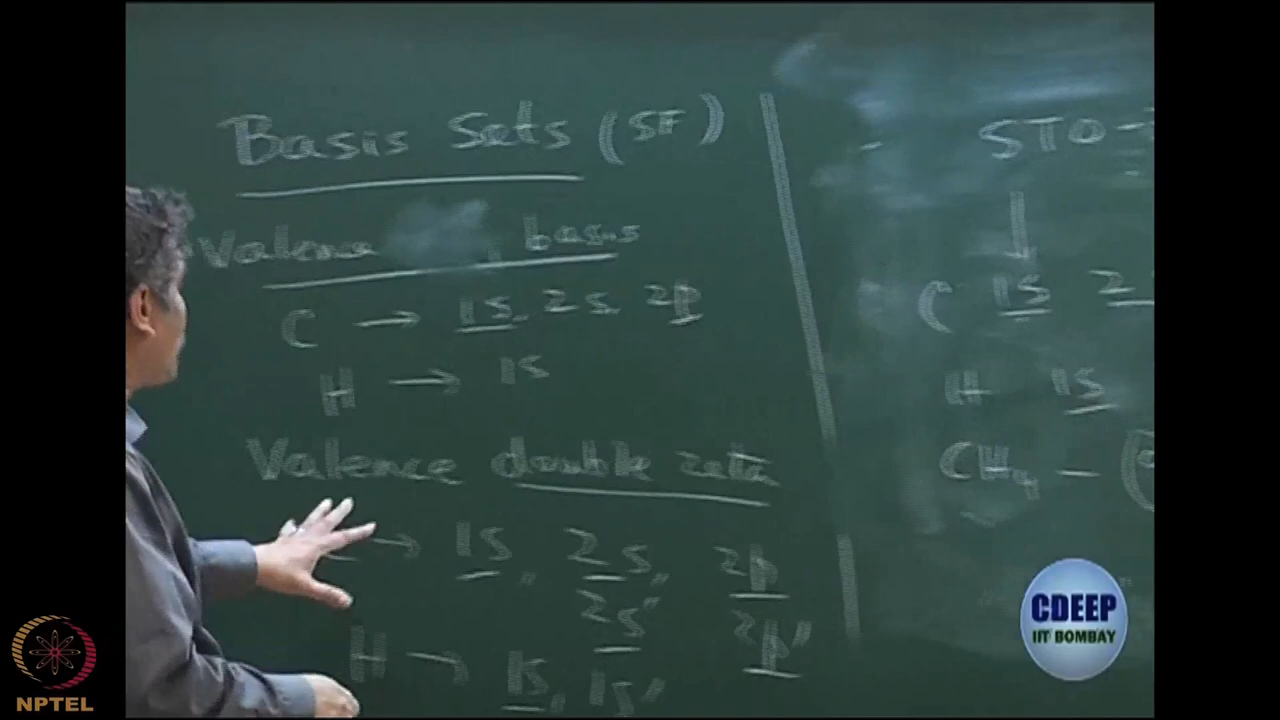 Basis Sets (SF)
Valence basis
C → 1s, 2s, 2p
H → 1s
Valence double zeta
→ 1s, 2s, 2p
2s' 2p'
H → 1s, 1s'
STO-
C 1s 2
H 1s
CH₄ – (
CDEEP
IIT BOMBAY
NPTEL